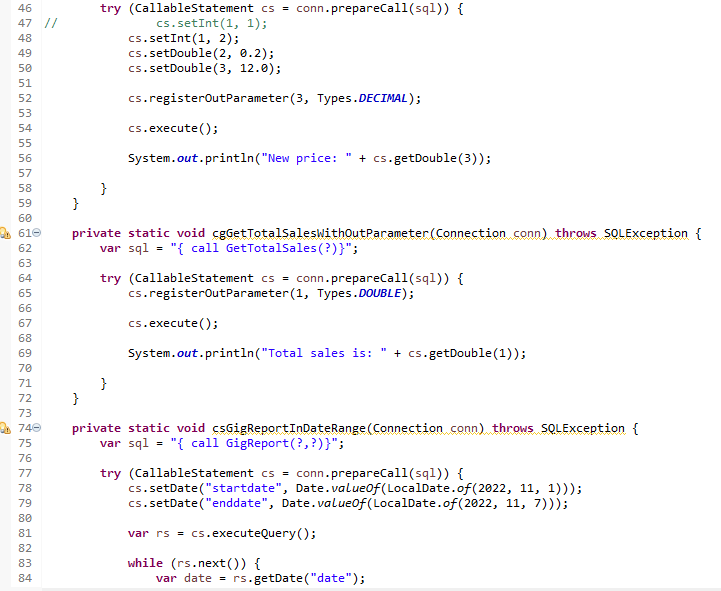 46 try (CallableStatement cs = conn.prepareCall(sql)) {
47 // cs.setInt(1, 1);
48 cs.setInt(1, 2);
49 cs.setDouble(2, 0.2);
50 cs.setDouble(3, 12.0);
51
52 cs.registerOutParameter(3, Types.DECIMAL);
53
54 cs.execute();
55
56 System.out.println("New price: " + cs.getDouble(3));
57
58 }
59 }
60
61 private static void cgGetTotalSalesWithOutParameter(Connection conn) throws SQLException {
62 var sql = "{ call GetTotalSales(?)}";
63
64 try (CallableStatement cs = conn.prepareCall(sql)) {
65 cs.registerOutParameter(1, Types.DOUBLE);
66
67 cs.execute();
68
69 System.out.println("Total sales is: " + cs.getDouble(1));
70
71 }
72 }
73
74 private static void csGigReportInDateRange(Connection conn) throws SQLException {
75 var sql = "{ call GigReport(?,?)}";
76
77 try (CallableStatement cs = conn.prepareCall(sql)) {
78 cs.setDate("startdate", Date.valueOf(LocalDate.of(2022, 11, 1)));
79 cs.setDate("enddate", Date.valueOf(LocalDate.of(2022, 11, 7)));
80
81 var rs = cs.executeQuery();
82
83 while (rs.next()) {
84 var date = rs.getDate("date");